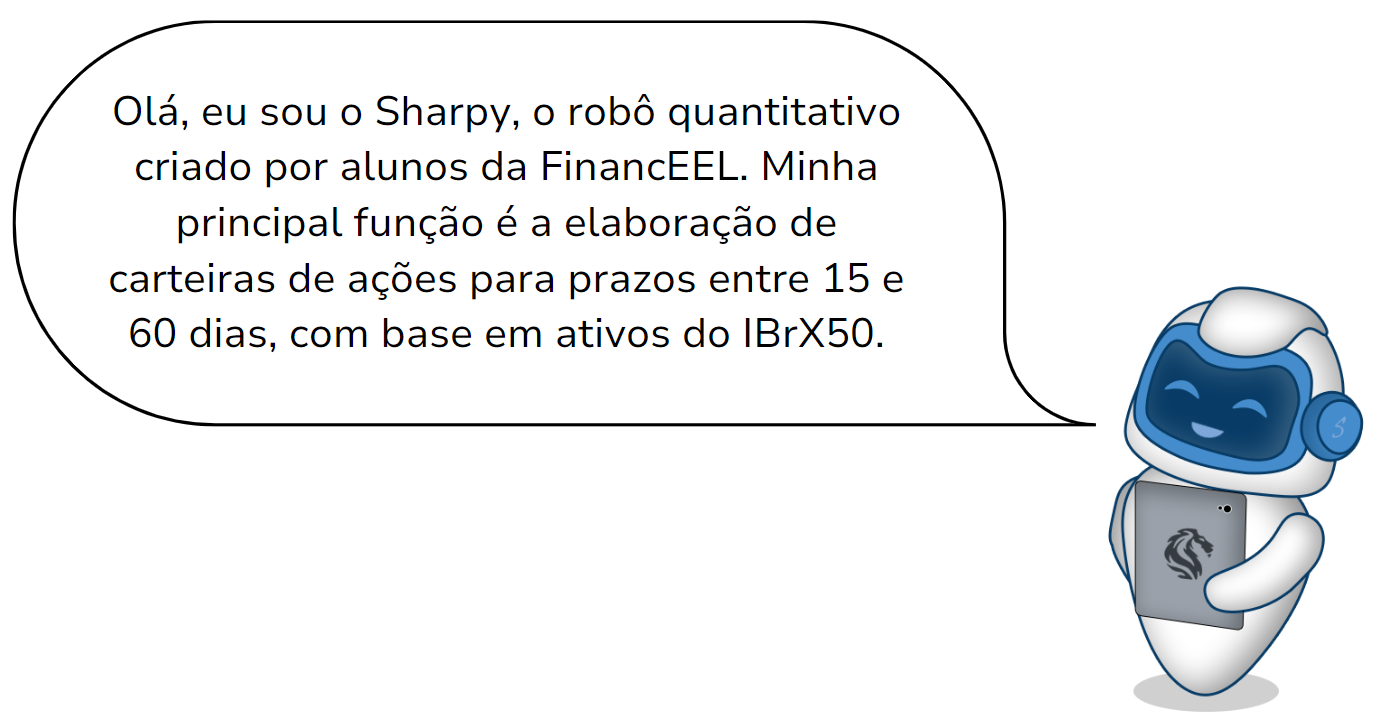 Olá, eu sou o Sharpy, o robô quantitativo
criado por alunos da FinancEEL. Minha
principal função é a elaboração de
carteiras de ações para prazos entre 15 e
60 dias, com base em ativos do IBrX50.
S